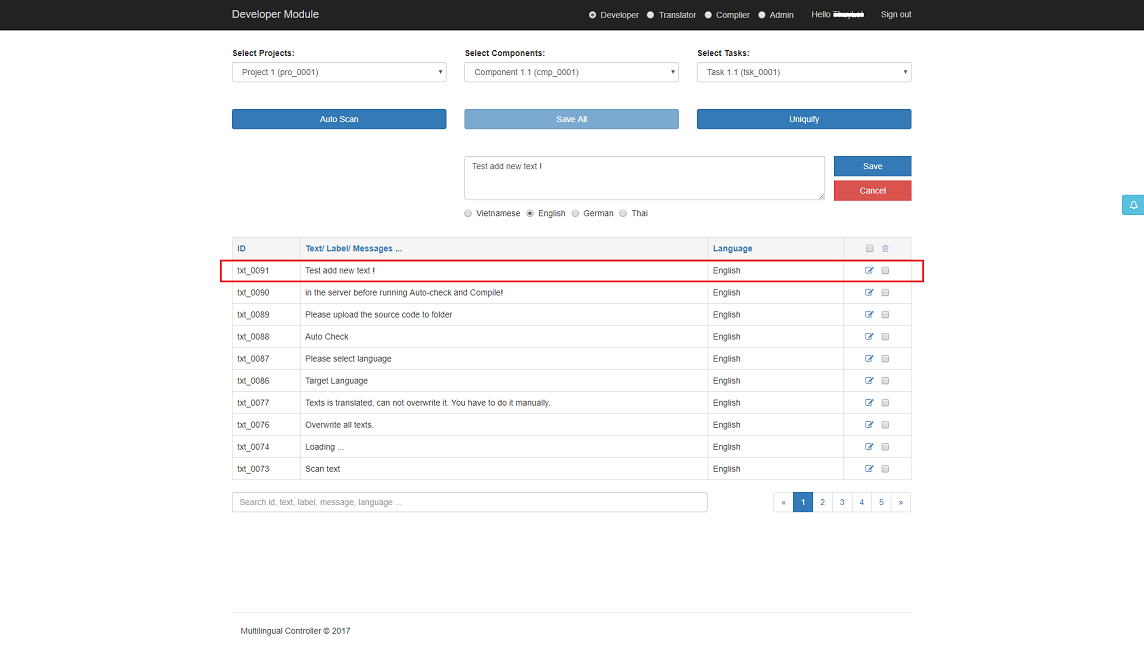 Developer Module Developer Translator Complier Admin Hello Sign out
Select Projects: Select Components: Select Tasks:
Project 1 (pro_0001) Component 1.1 (cmp_0001) Task 1.1 (tsk_0001)
Auto Scan Save All Uniquify
Test add new text ! Save
Cancel
Vietnamese English German Thai
ID Text/ Label/ Messages ... Language
txt_0091 Test add new text ! English
txt_0090 in the server before running Auto-check and Compile! English
txt_0089 Please upload the source code to folder English
txt_0088 Auto Check English
txt_0087 Please select language English
txt_0086 Target Language English
txt_0077 Texts is translated, can not overwrite it. You have to do it manually. English
txt_0076 Overwrite all texts. English
txt_0074 Loading ... English
txt_0073 Scan text English
Search id, text, label, message, language ... « 1 2 3 4 5 »
Multilingual Controller © 2017